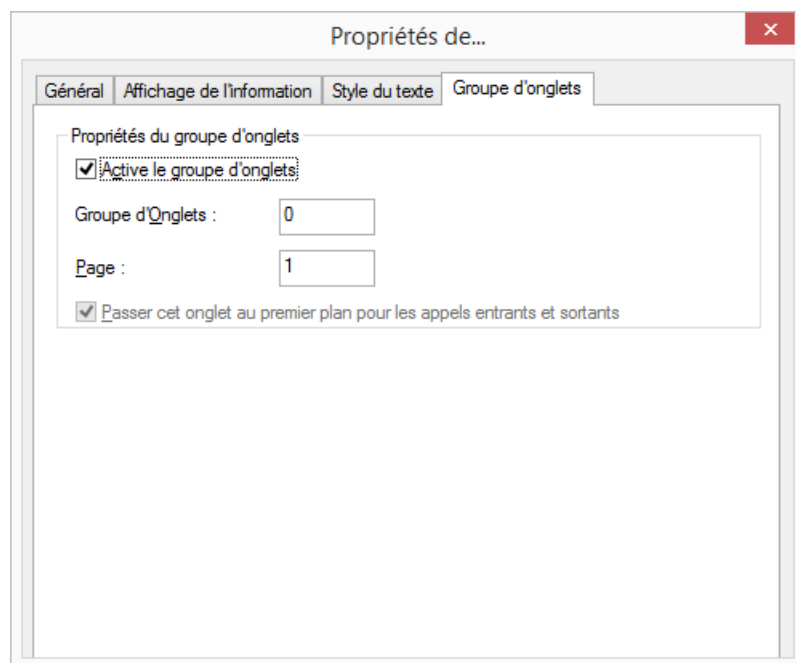 Propriétés de...
Général Affichage de l'information Style du texte Groupe d'onglets
Propriétés du groupe d'onglets
Active le groupe d'onglets
Groupe d'Onglets : 0
Page : 1
Passer cet onglet au premier plan pour les appels entrants et sortants